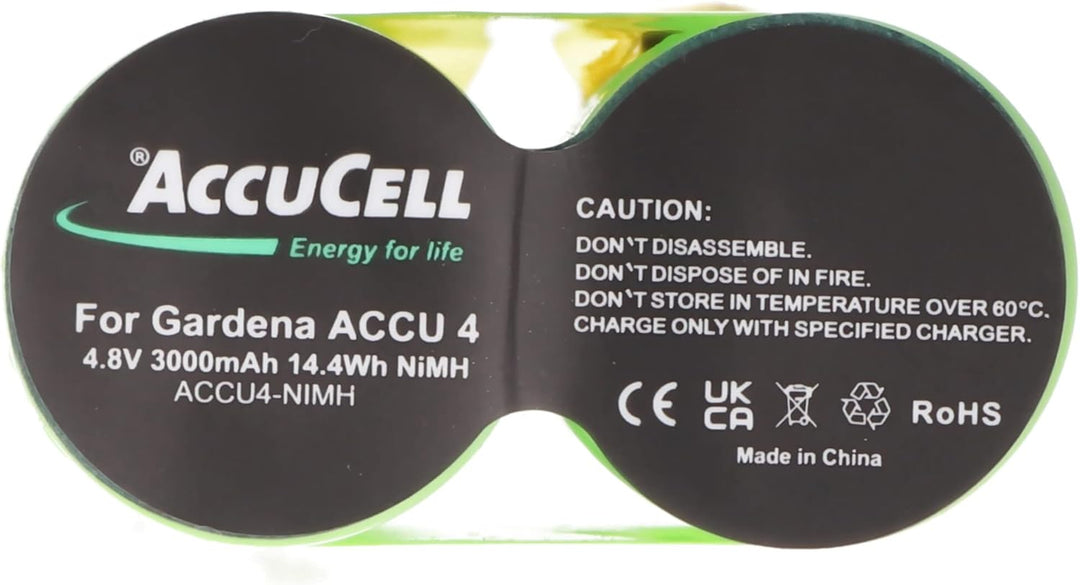 ®ACCUCELL
Energy for life
For Gardena ACCU 4
4.8V 3000mAh 14.4Wh NiMH
ACCU4-NIMH
CAUTION:
DON‵T DISASSEMBLE.
DON‵T DISPOSE OF IN FIRE.
DON‵T STORE IN TEMPERATURE OVER 60°C.
CHARGE ONLY WITH SPECIFIED CHARGER.
CE UK CA RoHS
Made in China